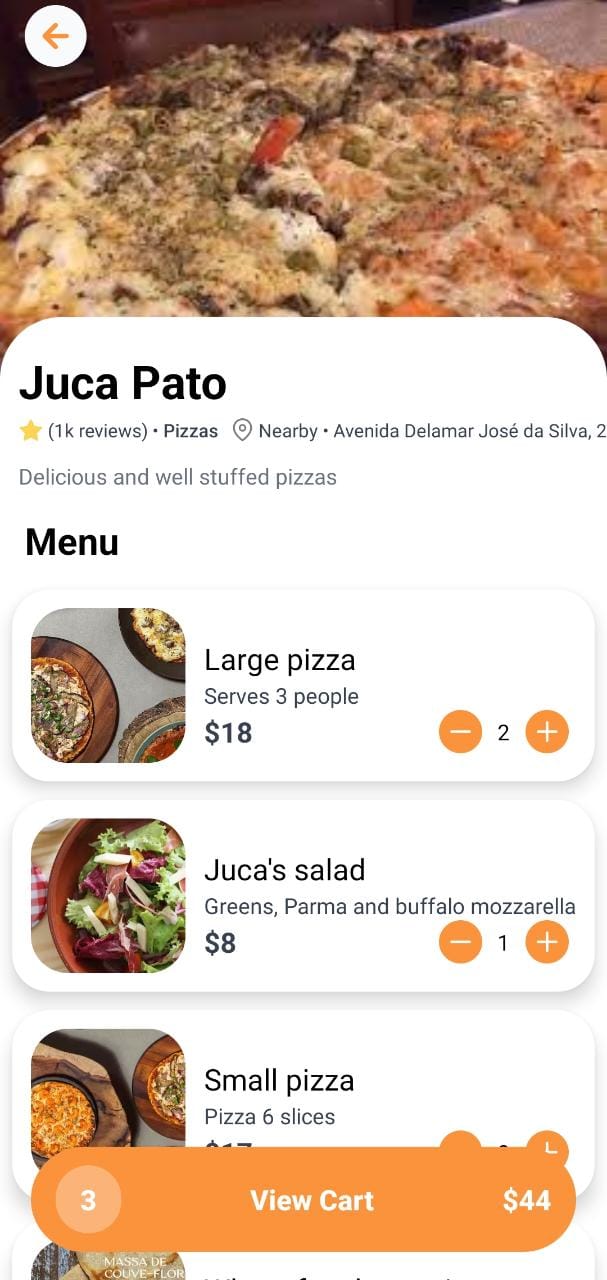 Juca Pato
(1k reviews) • Pizzas Nearby • Avenida Delamar José da Silva, 2
Delicious and well stuffed pizzas
Menu
Large pizza
Serves 3 people
$18
2
Juca's salad
Greens, Parma and buffalo mozzarella
$8
1
Small pizza
Pizza 6 slices
3 View Cart $44
MASSA DE
COUVE-FLOR